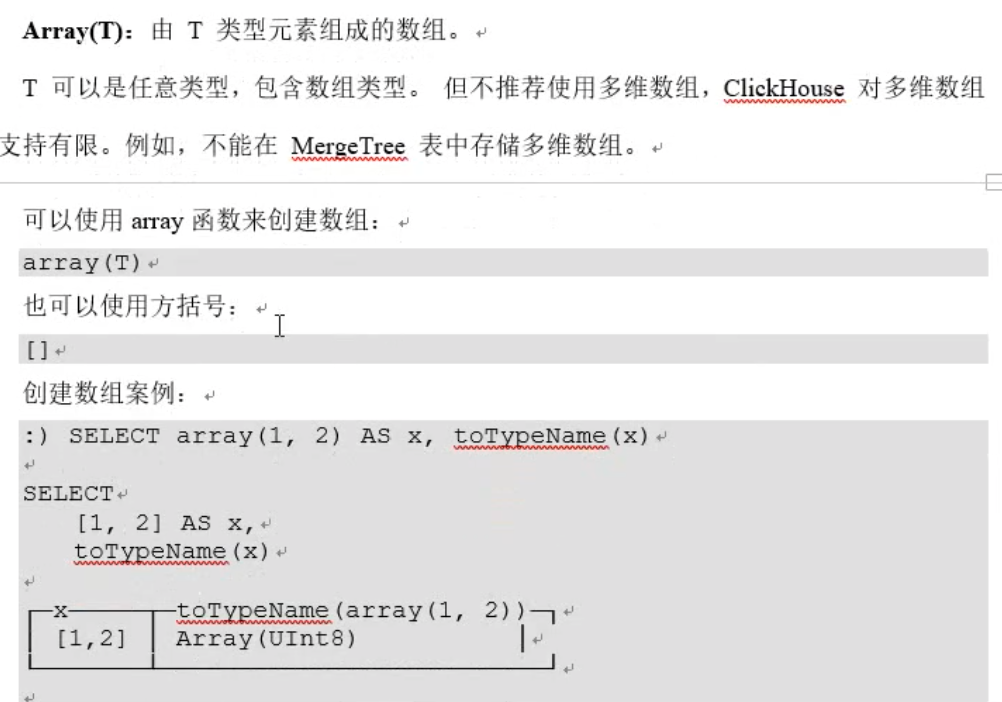 Array(T)：由 T 类型元素组成的数组。
T 可以是任意类型，包含数组类型。 但不推荐使用多维数组，ClickHouse 对多维数组
支持有限。例如，不能在 MergeTree 表中存储多维数组。
可以使用 array 函数来创建数组：
array(T)
也可以使用方括号：
[]
创建数组案例：
:) SELECT array(1, 2) AS x, toTypeName(x)
SELECT
    [1, 2] AS x,
    toTypeName(x)
┌─x─────┬─toTypeName(array(1, 2))─┐
│ [1,2] │ Array(UInt8)            │
└───────┴─────────────────────────┘